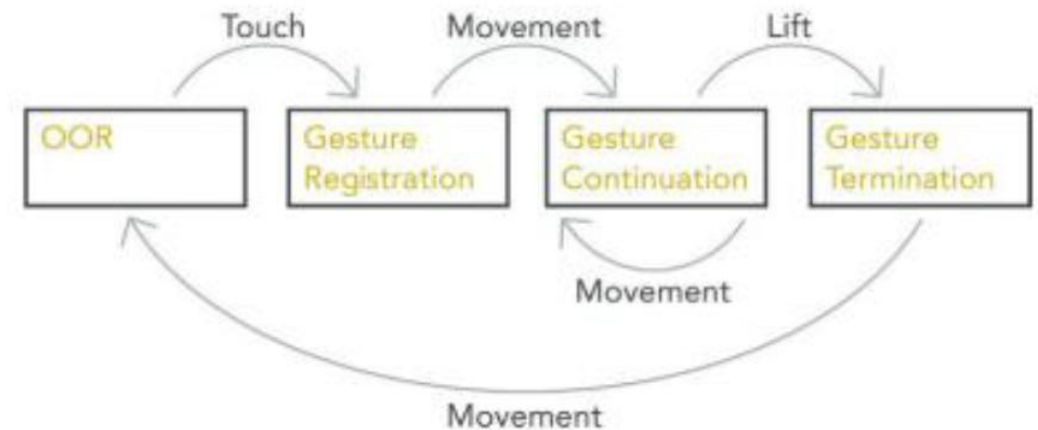 Touch
Movement
Lift
OOR
Gesture
Registration
Gesture
Continuation
Gesture
Termination
Movement
Movement